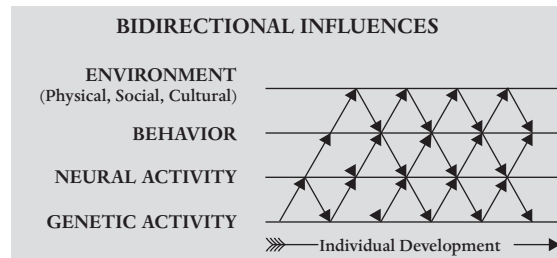 BIDIRECTIONAL INFLUENCES
ENVIRONMENT
(Physical, Social, Cultural)
BEHAVIOR
NEURAL ACTIVITY
GENETIC ACTIVITY
Individual Development